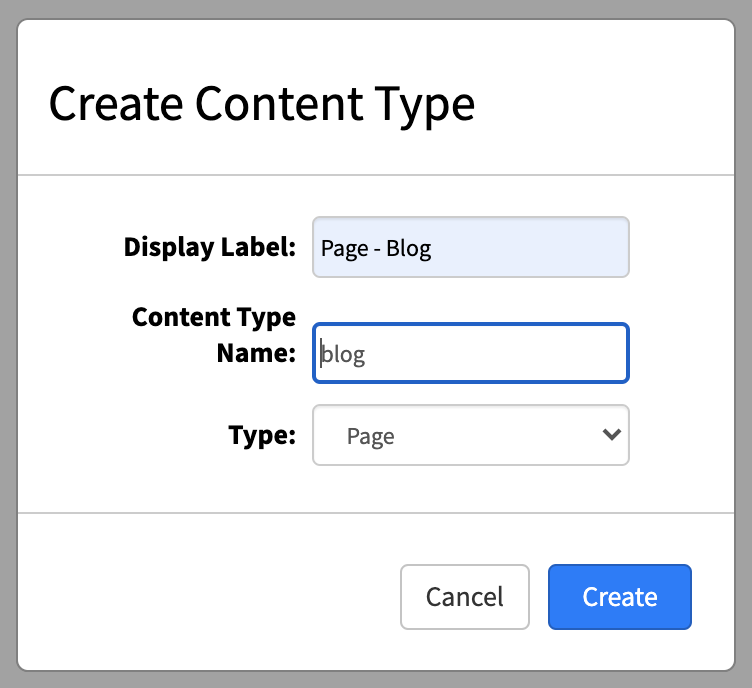 Create Content Type
Display Label:
Page - Blog
Content Type
Name:
blog
Type:
Page
Cancel
Create